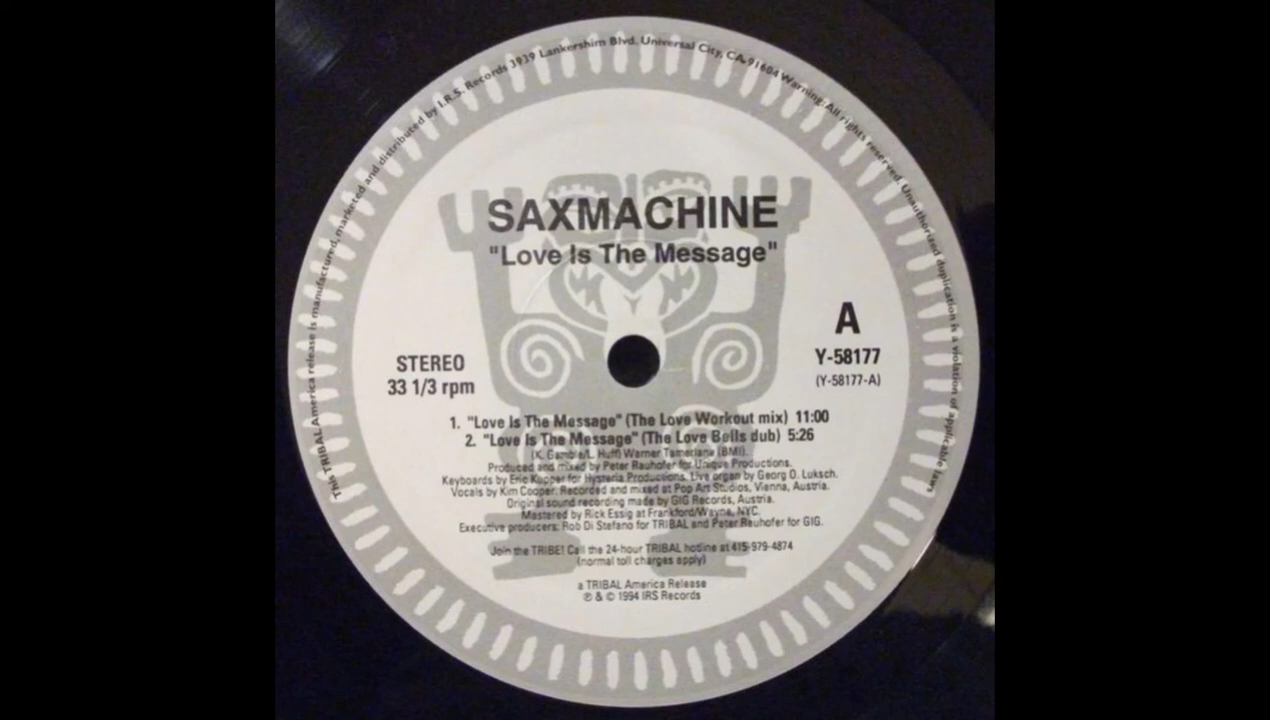 This TRIBAL America release is manufactured, marketed and distributed by I.R.S. Records 3939 Lankershim Blvd. Universal City, CA 91604 Warning: All rights reserved. Unauthorized duplication is a violation of applicable laws
SAXMACHINE
"Love Is The Message"
A
STEREO
Y-58177
33 1/3 rpm
(Y-58177-A)
1. "Love Is The Message" (The Love Workout mix) 11:00
2. "Love Is The Message" (The Love Bells dub) 5:26
(K. Gamble/L. Huff) Warner Tamerlane (BMI).
Produced and mixed by Peter Rauhofer for Unique Productions.
Keyboards by Eric Kupper for Hysteria Productions. Live organ by Georg O. Luksch.
Vocals by Kim Cooper. Recorded and mixed at Pop Art Studios, Vienna, Austria.
Original sound recording made by GIG Records, Austria.
Mastered by Rick Essig at Frankford/Wayne, NYC.
Executive producers: Rob Di Stefano for TRIBAL and Peter Rauhofer for GIG.
Join the TRIBE! Call the 24-hour TRIBAL hotline at 415-979-4874
(normal toll charges apply)
a TRIBAL America Release
℗ & © 1994 IRS Records